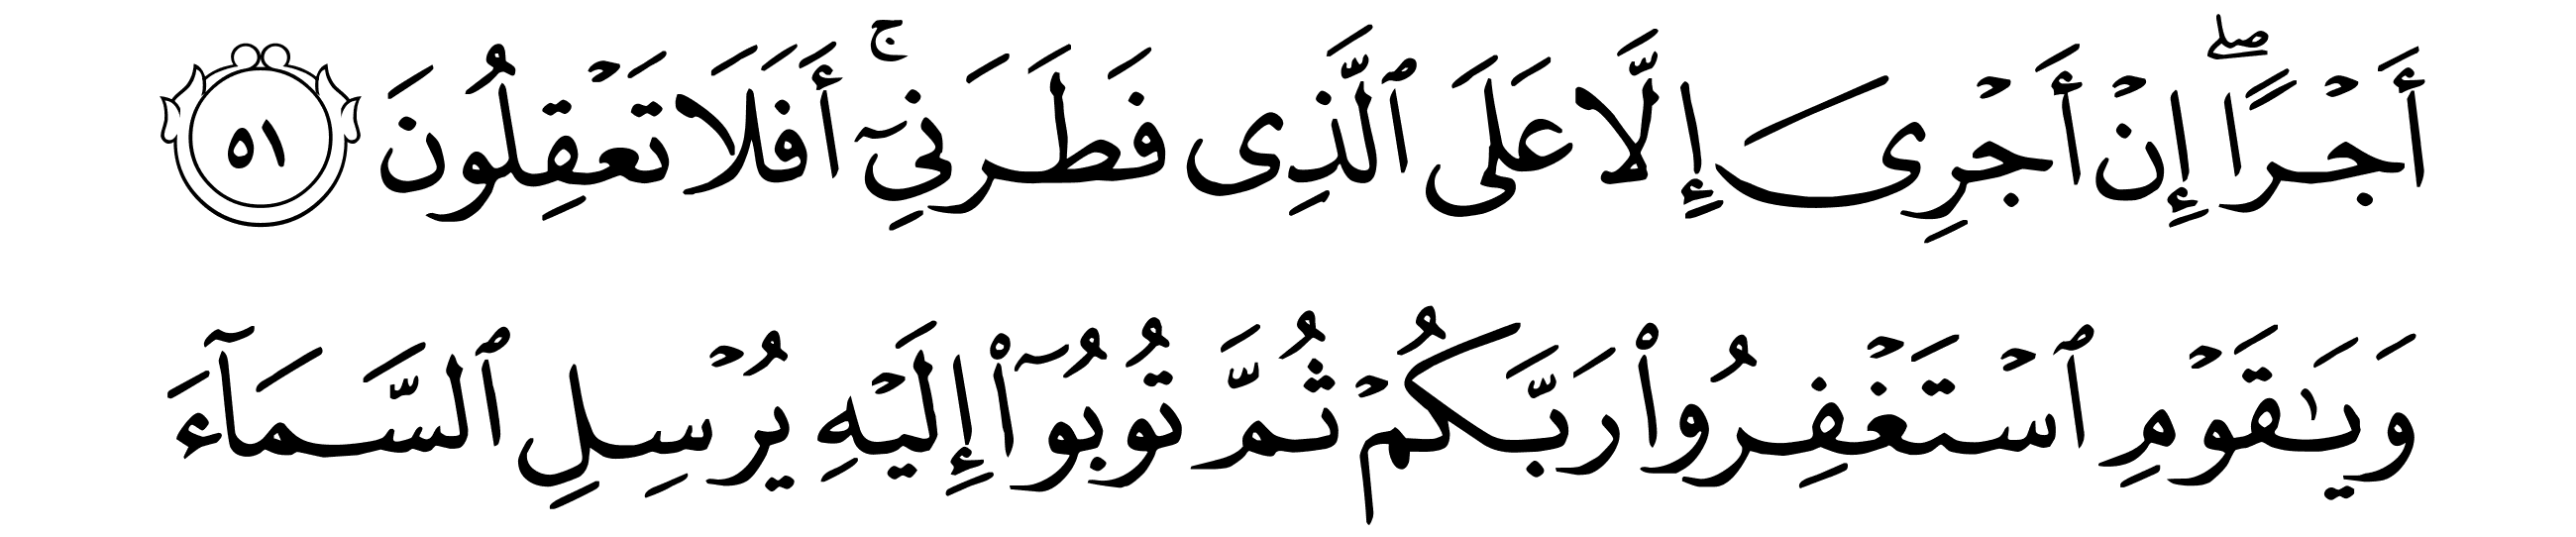 أَجۡرًاۖ إِنۡ أَجۡرِىَ إِلَّا عَلَى ٱلَّذِى فَطَرَنِىٓۚ أَفَلَا تَعۡقِلُونَ ٥١
وَيَٰقَوۡمِ ٱسۡتَغۡفِرُواْ رَبَّكُمۡ ثُمَّ تُوبُوٓاْ إِلَيۡهِ يُرۡسِلِ ٱلسَّمَآءَ